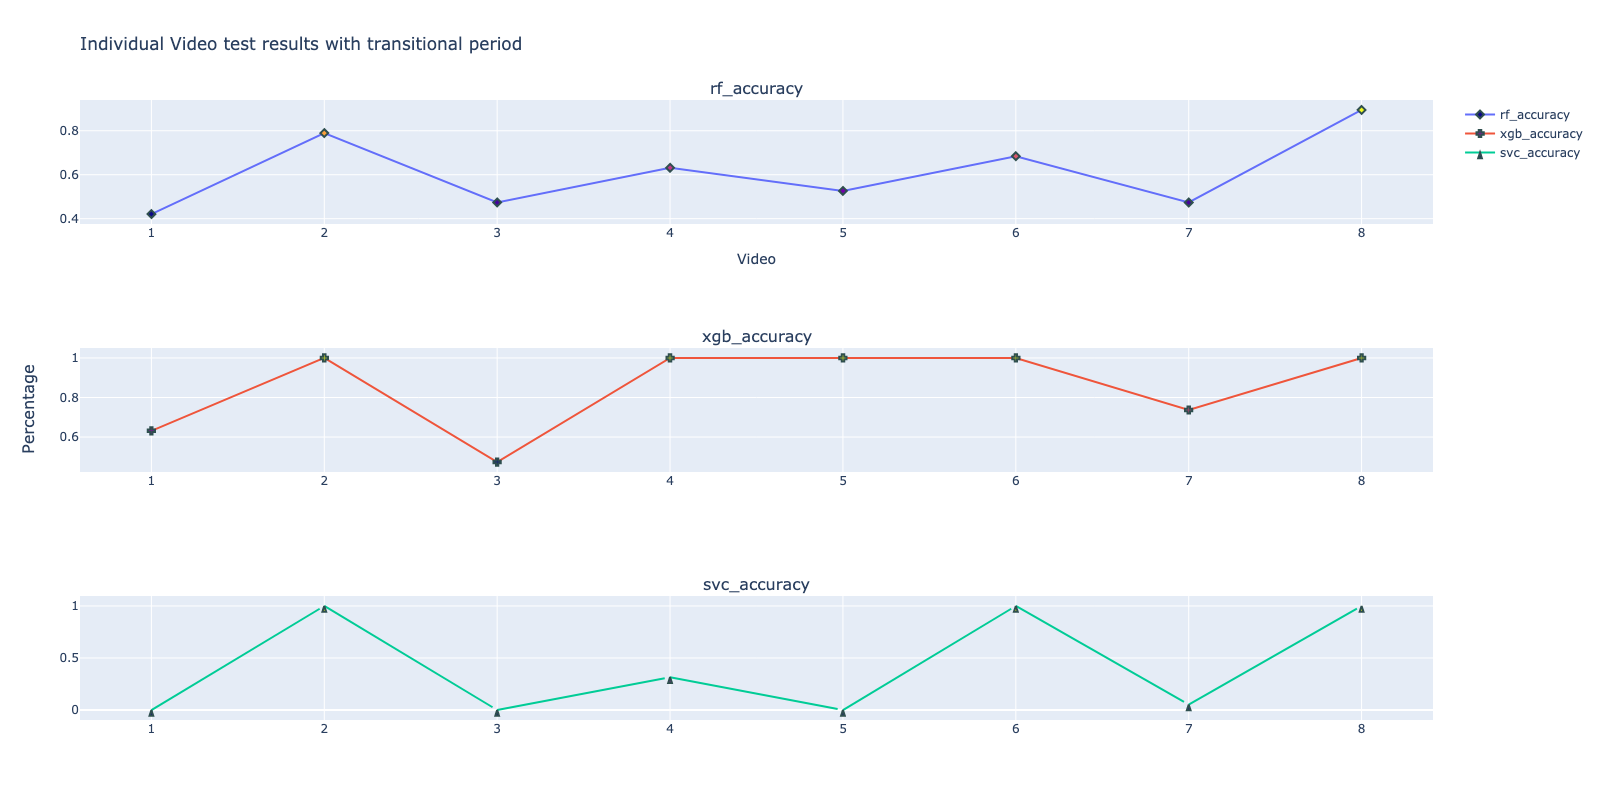 Individual Video test results with transitional period
rf_accuracy
0.8
0.6
0.4
1 2 3 4 5 6 7 8
Video
rf_accuracy
xgb_accuracy
svc_accuracy
xgb_accuracy
1
0.8
0.6
Percentage
1 2 3 4 5 6 7 8
svc_accuracy
1
0.5
0
1 2 3 4 5 6 7 8